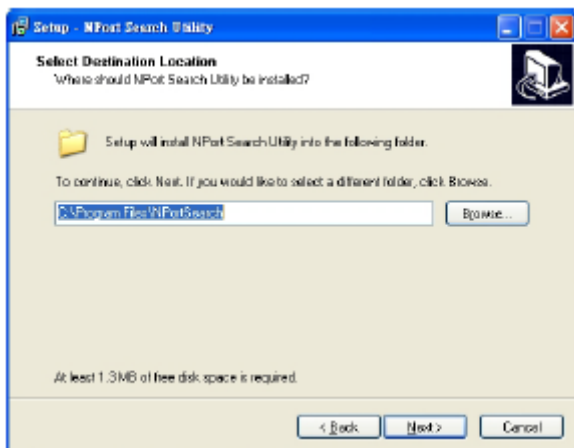 Setup - NPort Search Utility
Select Destination Location
Where should NPort Search Utility be installed?
Setup will install NPort Search Utility into the following folder.
To continue, click Next. If you would like to select a different folder, click Browse.
C:\Program Files\NPortSearch
Browse...
At least 1.3 MB of free disk space is required.
< Back
Next >
Cancel